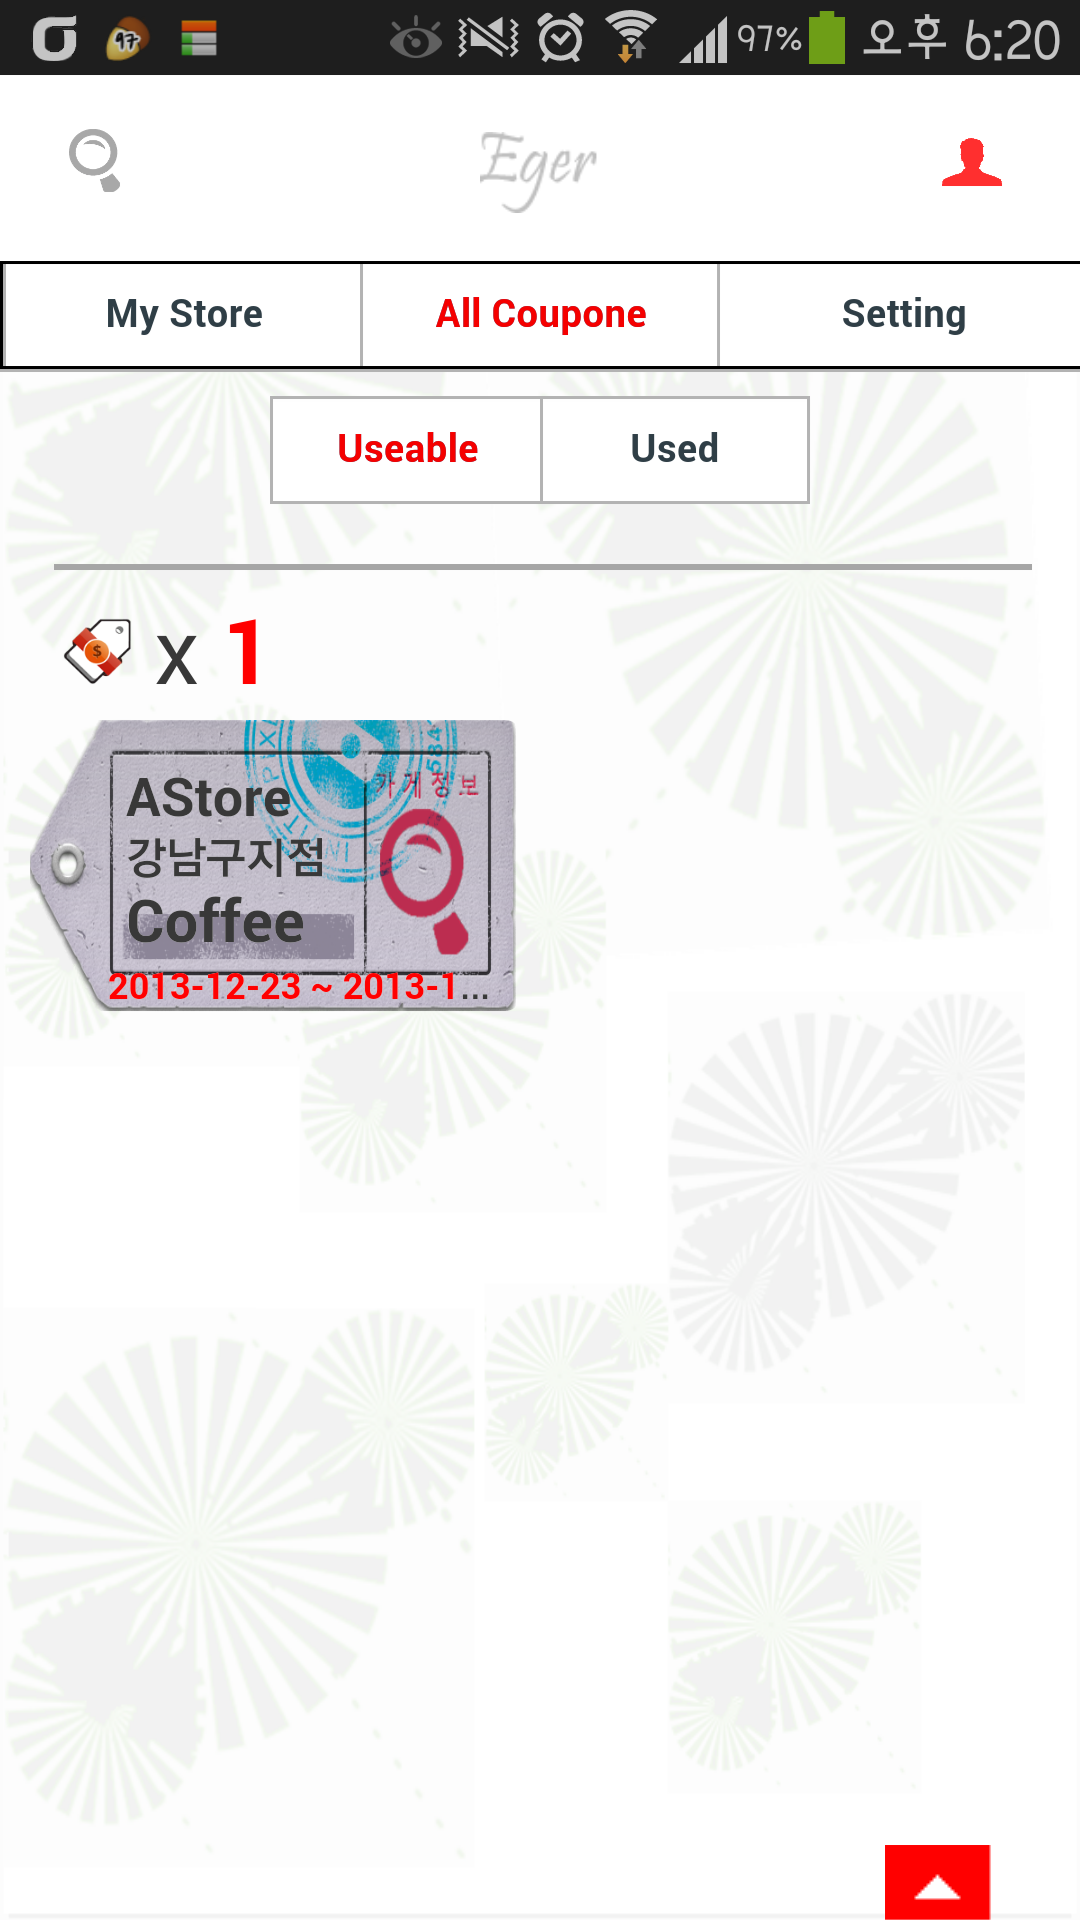 97 97% 오후 6:20
Eger
My Store All Coupone Setting
Useable Used
x 1
AStore
가게정보
강남구지점
Coffee
2013-12-23 ~ 2013-1...